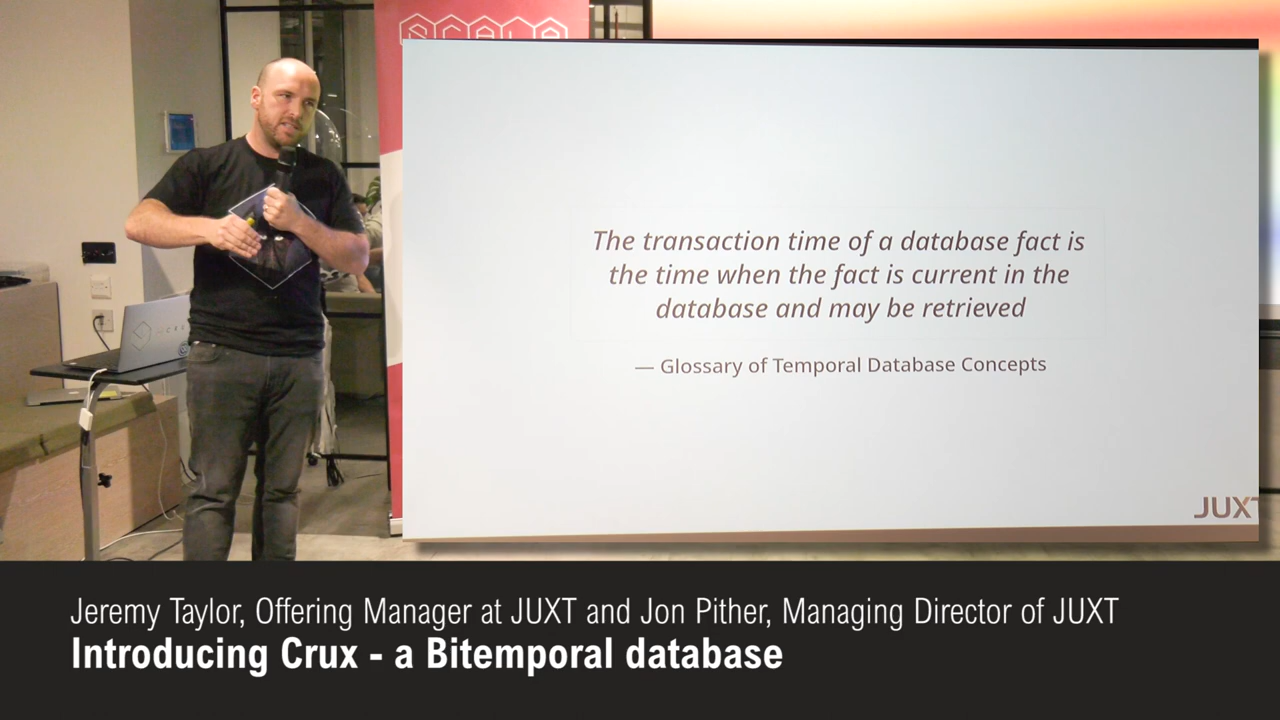 SCALA
The transaction time of a database fact is
the time when the fact is current in the
database and may be retrieved
— Glossary of Temporal Database Concepts
JUXT
Jeremy Taylor, Offering Manager at JUXT and Jon Pither, Managing Director of JUXT
Introducing Crux - a Bitemporal database